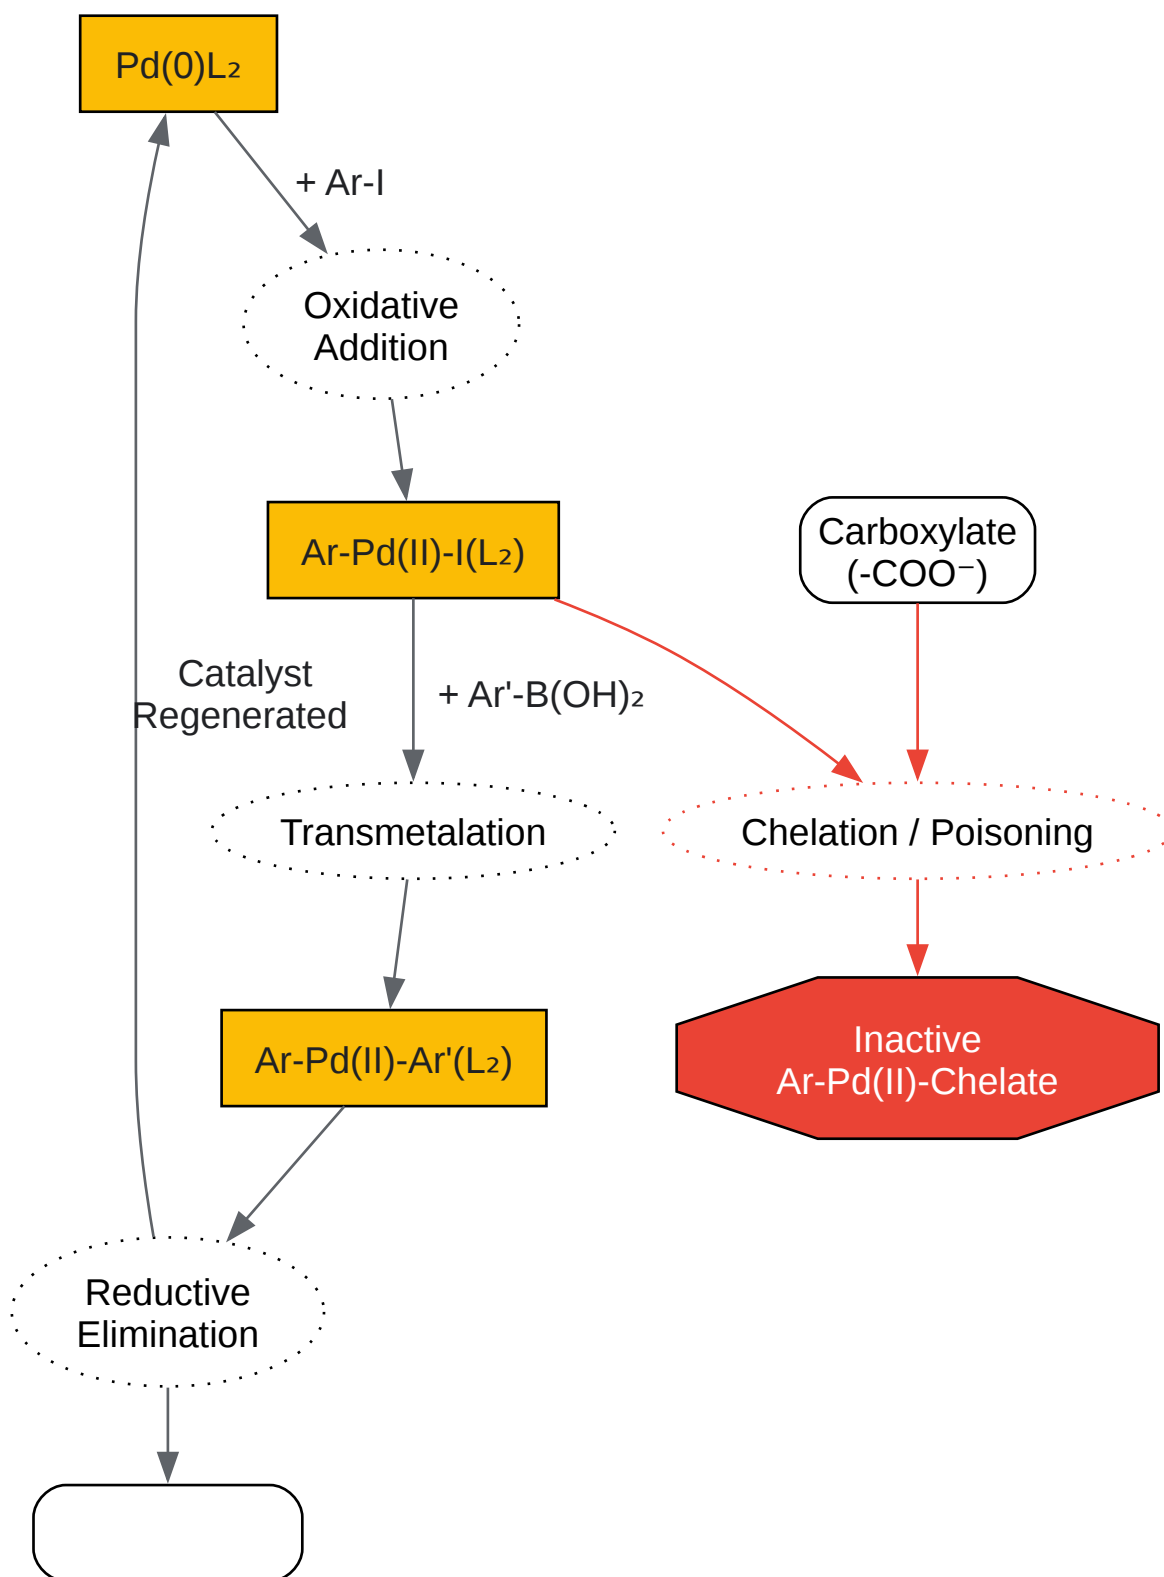 Pd(0)L₂
+ Ar-I
Oxidative
Addition
Ar-Pd(II)-I(L₂)
Carboxylate
(-COO⁻)
Catalyst
Regenerated
+ Ar'-B(OH)₂
Transmetalation
Chelation / Poisoning
Ar-Pd(II)-Ar'(L₂)
Inactive
Ar-Pd(II)-Chelate
Reductive
Elimination